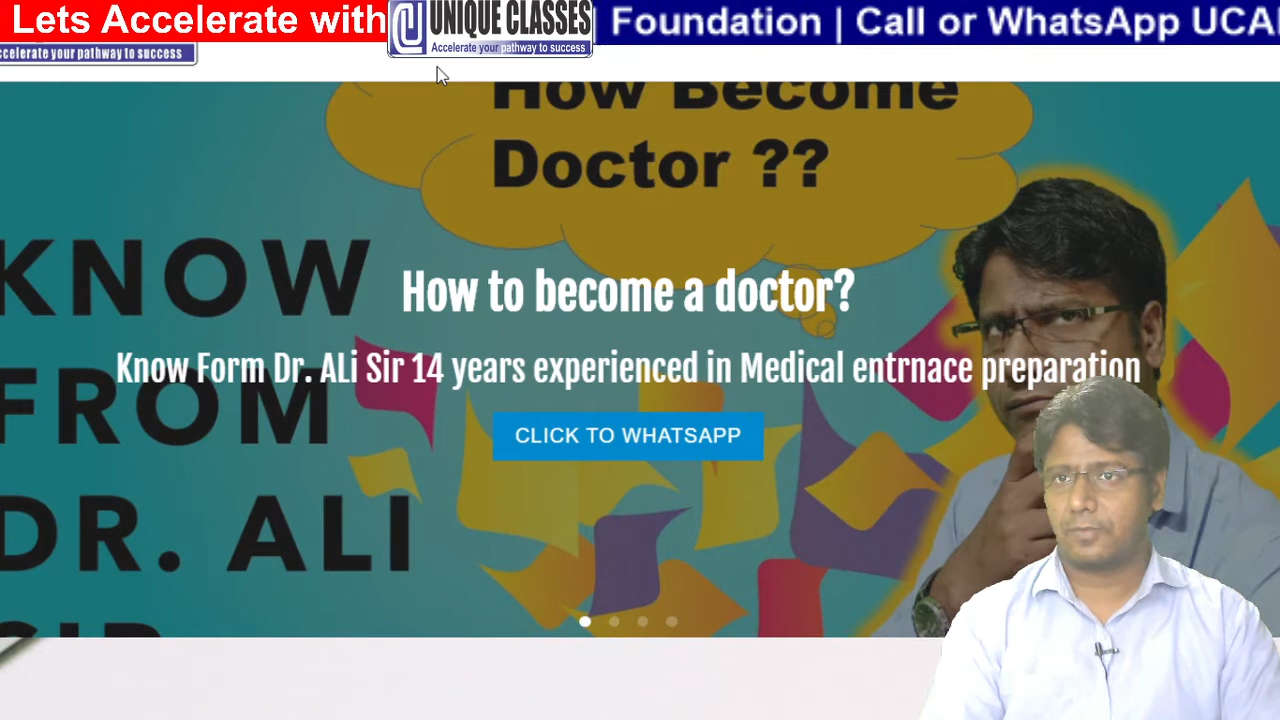 Lets Accelerate with
UNIQUE CLASSES
Accelerate your pathway to success
Foundation | Call or WhatsApp
Accelerate your pathway to success
How Become
Doctor ??
KNOW
FROM
DR. ALI
SIR
How to become a doctor?
Know Form Dr. ALi Sir 14 years experienced in Medical entrnace preparation
CLICK TO WHATSAPP